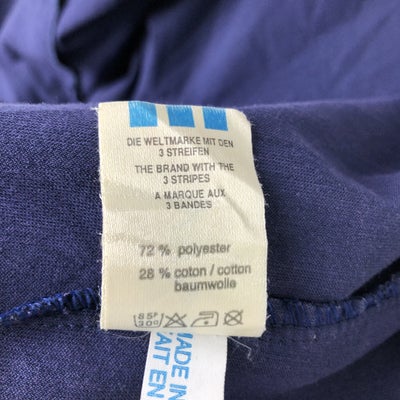 DIE WELTMARKE MIT DEN
3 STREIFEN
THE BRAND WITH THE
3 STRIPES
A MARQUE AUX
3 BANDES
72 % polyester
28 % coton / cotton
baumwolle
MADE IN
AIT EN